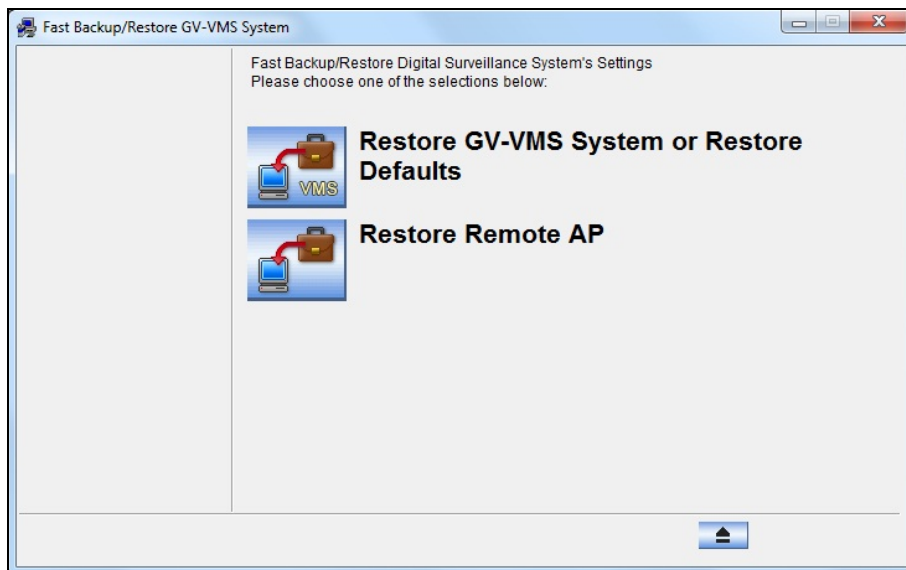 Fast Backup/Restore GV-VMS System
Fast Backup/Restore Digital Surveillance System's Settings
Please choose one of the selections below:
VMS
Restore GV-VMS System or Restore
Defaults
Restore Remote AP